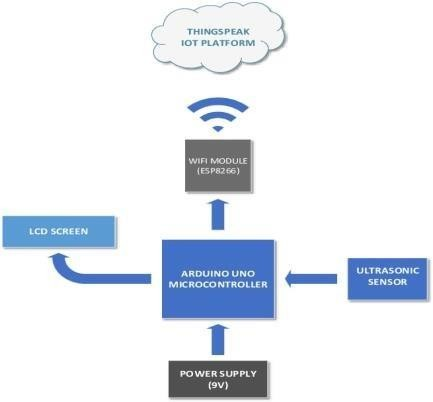 THINGSPEAK
IOT PLATFORM
WIFI MODULE
(ESP8266)
LCD SCREEN
ARDUINO UNO
MICROCONTROLLER
ULTRASONIC
SENSOR
POWER SUPPLY
(9V)